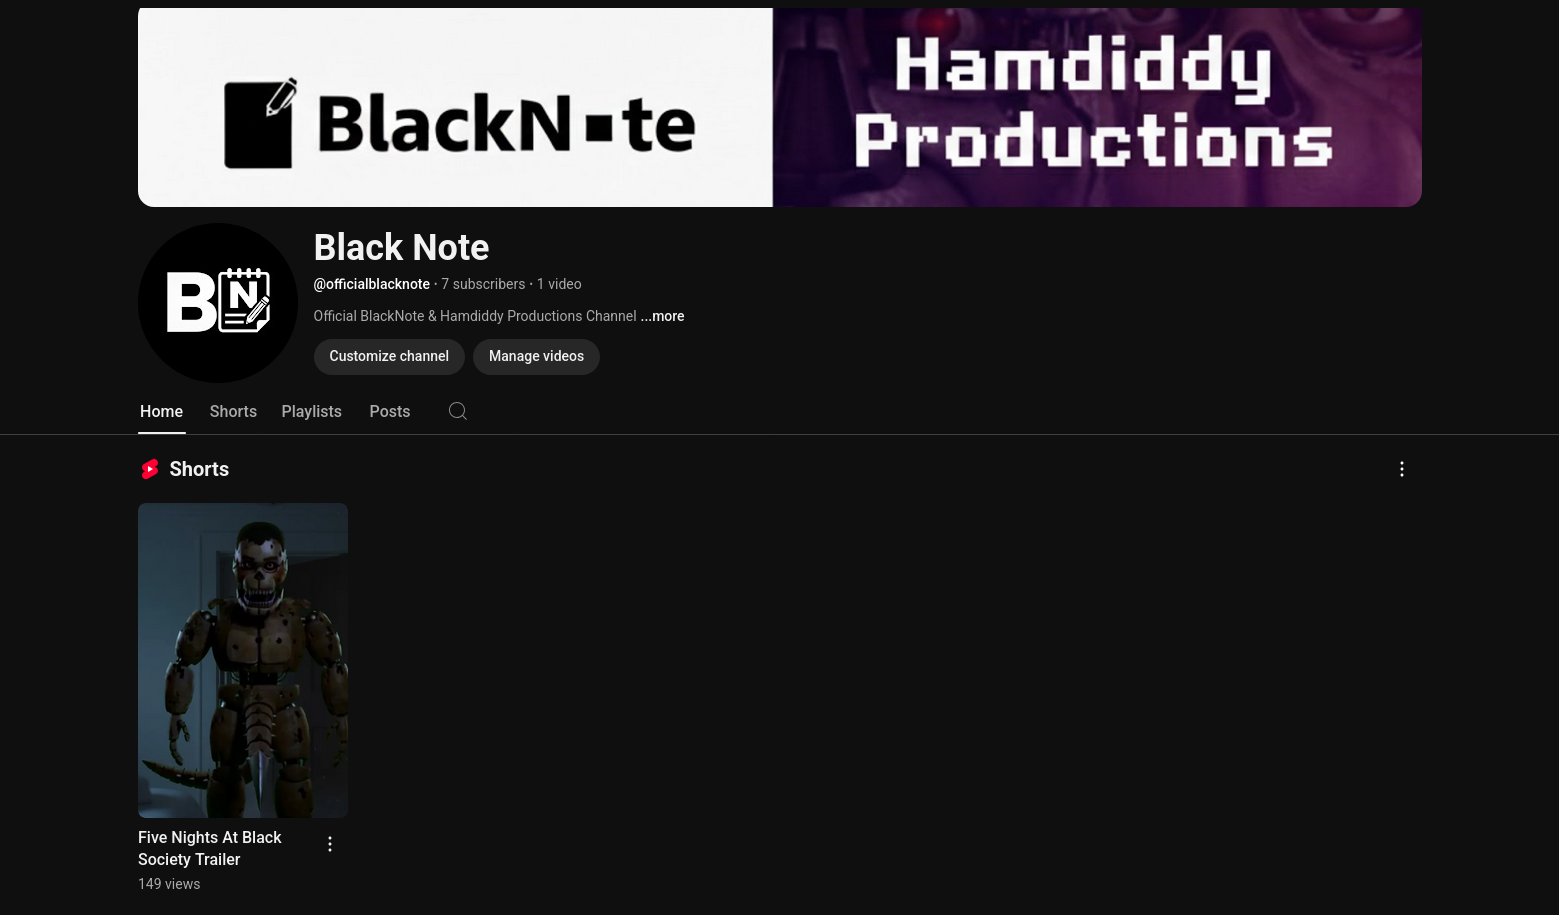 BlackN▪te
Hamdiddy
Productions
BN
Black Note
@officialblacknote · 7 subscribers · 1 video
Official BlackNote & Hamdiddy Productions Channel ...more
Customize channel
Manage videos
Home
Shorts
Playlists
Posts
Shorts
Five Nights At Black
Society Trailer
149 views